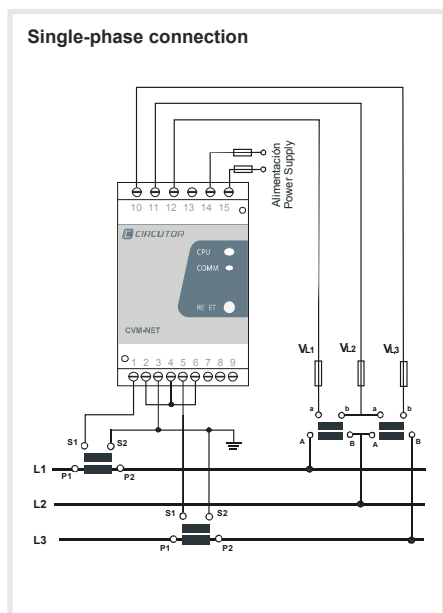 Single-phase connection
10 11 12 13 14 15
Alimentación
Power Supply
CIRCUTOR
CPU
COMM
RE ET
CVM-NET
1 2 3 4 5 6 7 8 9
VL1
VL2
VL3
a b a b
A B A B
S1 S2
L1
P1 P2
L2
S1 S2
L3
P1 P2